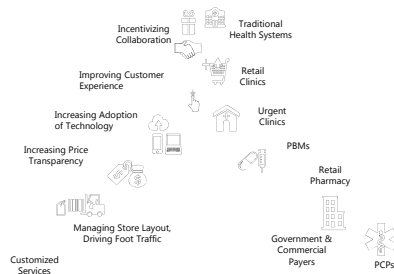 Incentivizing
Collaboration
Traditional
Health Systems
Improving Customer
Experience
Retail
Clinics
Increasing Adoption
of Technology
Urgent
Clinics
Increasing Price
Transparency
PBMs
Retail
Pharmacy
Managing Store Layout,
Driving Foot Traffic
Government &
Commercial
Payers
PCPs
Customized
Services